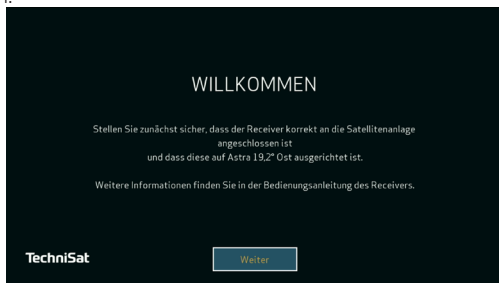 WILLKOMMEN
Stellen Sie zunächst sicher, dass der Receiver korrekt an die Satellitenanlage
angeschlossen ist
und dass diese auf Astra 19,2° Ost ausgerichtet ist.
Weitere Informationen finden Sie in der Bedienungsanleitung des Receivers.
TechniSat
Weiter